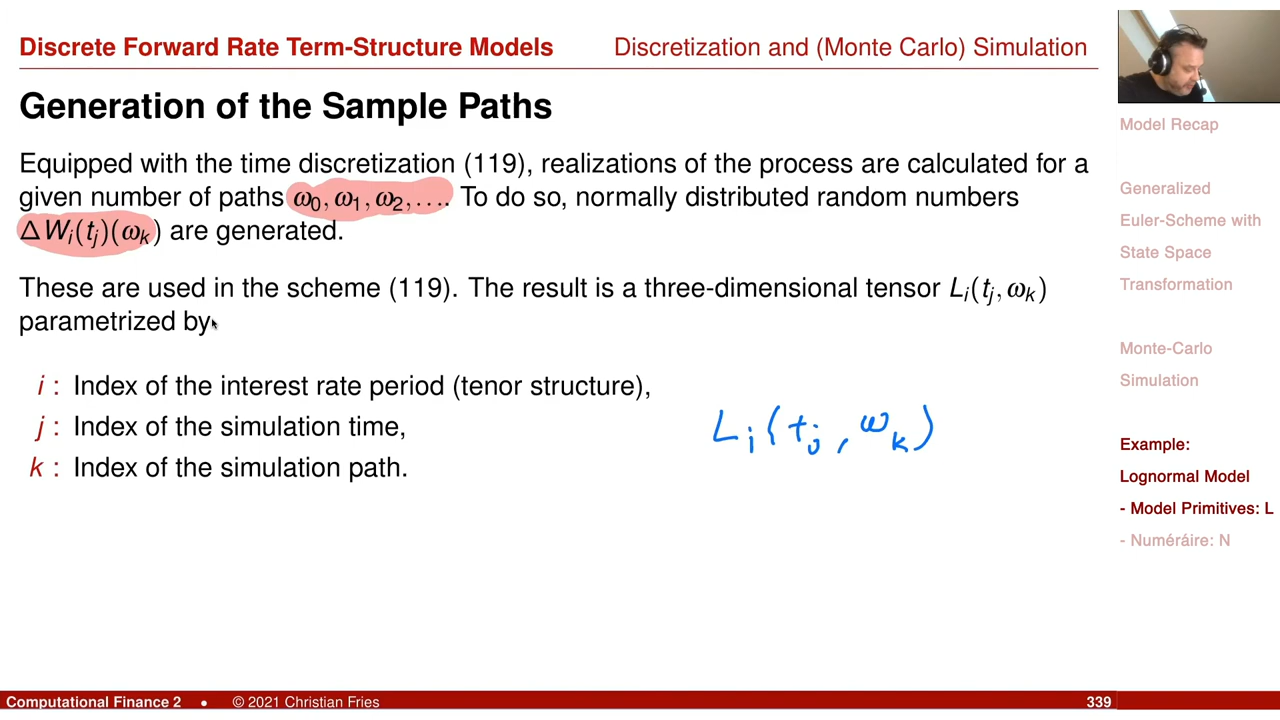 Discrete Forward Rate Term-Structure Models
Discretization and (Monte Carlo) Simulation
Generation of the Sample Paths
Equipped with the time discretization (119), realizations of the process are calculated for a
given number of paths ω₀, ω₁, ω₂, .... To do so, normally distributed random numbers
ΔWᵢ(tⱼ)(ωₖ) are generated.
These are used in the scheme (119). The result is a three-dimensional tensor Lᵢ(tⱼ, ωₖ)
parametrized by
i : Index of the interest rate period (tenor structure),
j : Index of the simulation time,
k : Index of the simulation path.
Lᵢ(tⱼ, ωₖ)
Model Recap
Generalized
Euler-Scheme with
State Space
Transformation
Monte-Carlo
Simulation
Example:
Lognormal Model
- Model Primitives: L
- Numéráire: N
Computational Finance 2 • © 2021 Christian Fries
339